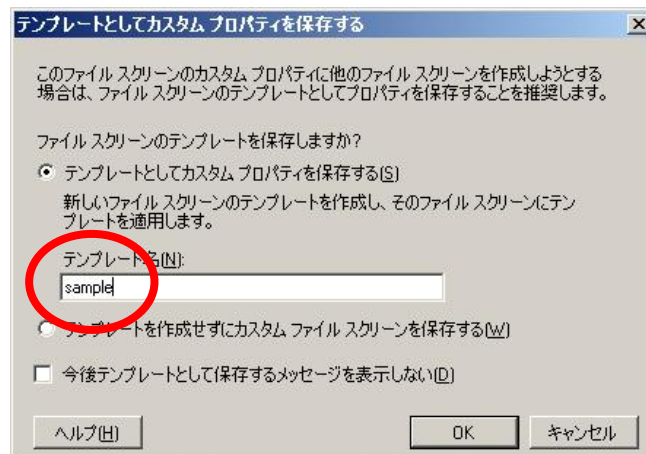 テンプレートとしてカスタム プロパティを保存する
このファイル スクリーンのカスタム プロパティに他のファイル スクリーンを作成しようとする
場合は、ファイル スクリーンのテンプレートとしてプロパティを保存することを推奨します。
ファイル スクリーンのテンプレートを保存しますか?
テンプレートとしてカスタム プロパティを保存する(S)
新しいファイル スクリーンのテンプレートを作成し、そのファイル スクリーンにテン
プレートを適用します。
テンプレート名(N):
sample
テンプレートを作成せずにカスタム ファイル スクリーンを保存する(W)
今後テンプレートとして保存するメッセージを表示しない(D)
ヘルプ(H)
OK
キャンセル